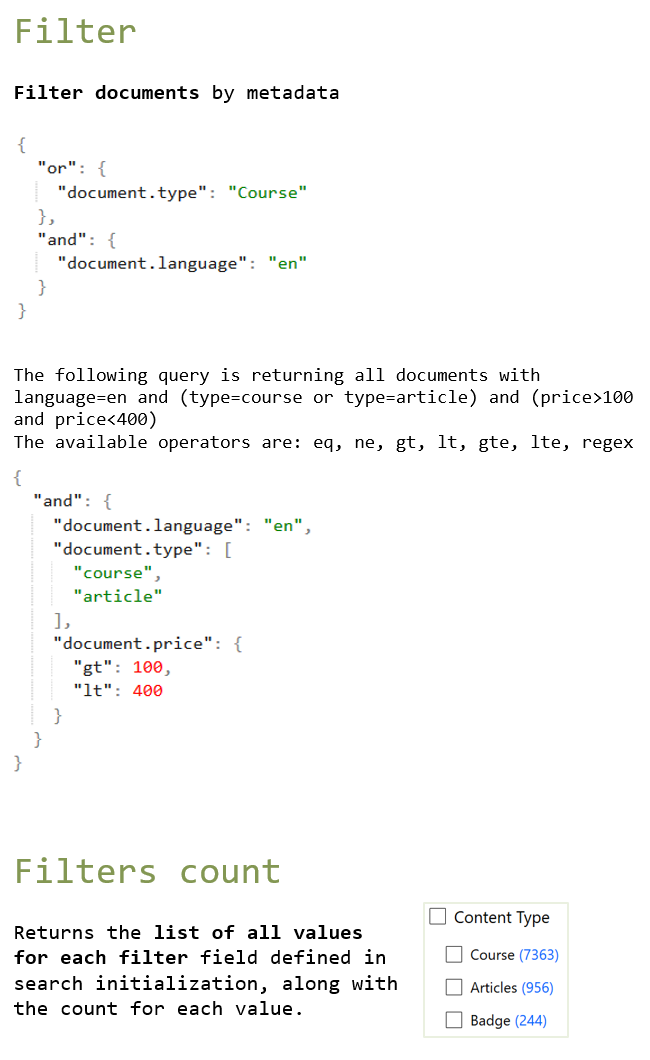 Filter
Filter documents by metadata
{
"or": {
"document.type": "Course"
},
"and": {
"document.language": "en"
}
}
The following query is returning all documents with
language=en and (type=course or type=article) and (price>100
and price<400)
The available operators are: eq, ne, gt, lt, gte, lte, regex
{
"and": {
"document.language": "en",
"document.type": [
"course",
"article"
],
"document.price": {
"gt": 100,
"lt": 400
}
}
}
Filters count
Returns the list of all values
for each filter field defined in
search initialization, along with
the count for each value.
Content Type
Course (7363)
Articles (956)
Badge (244)